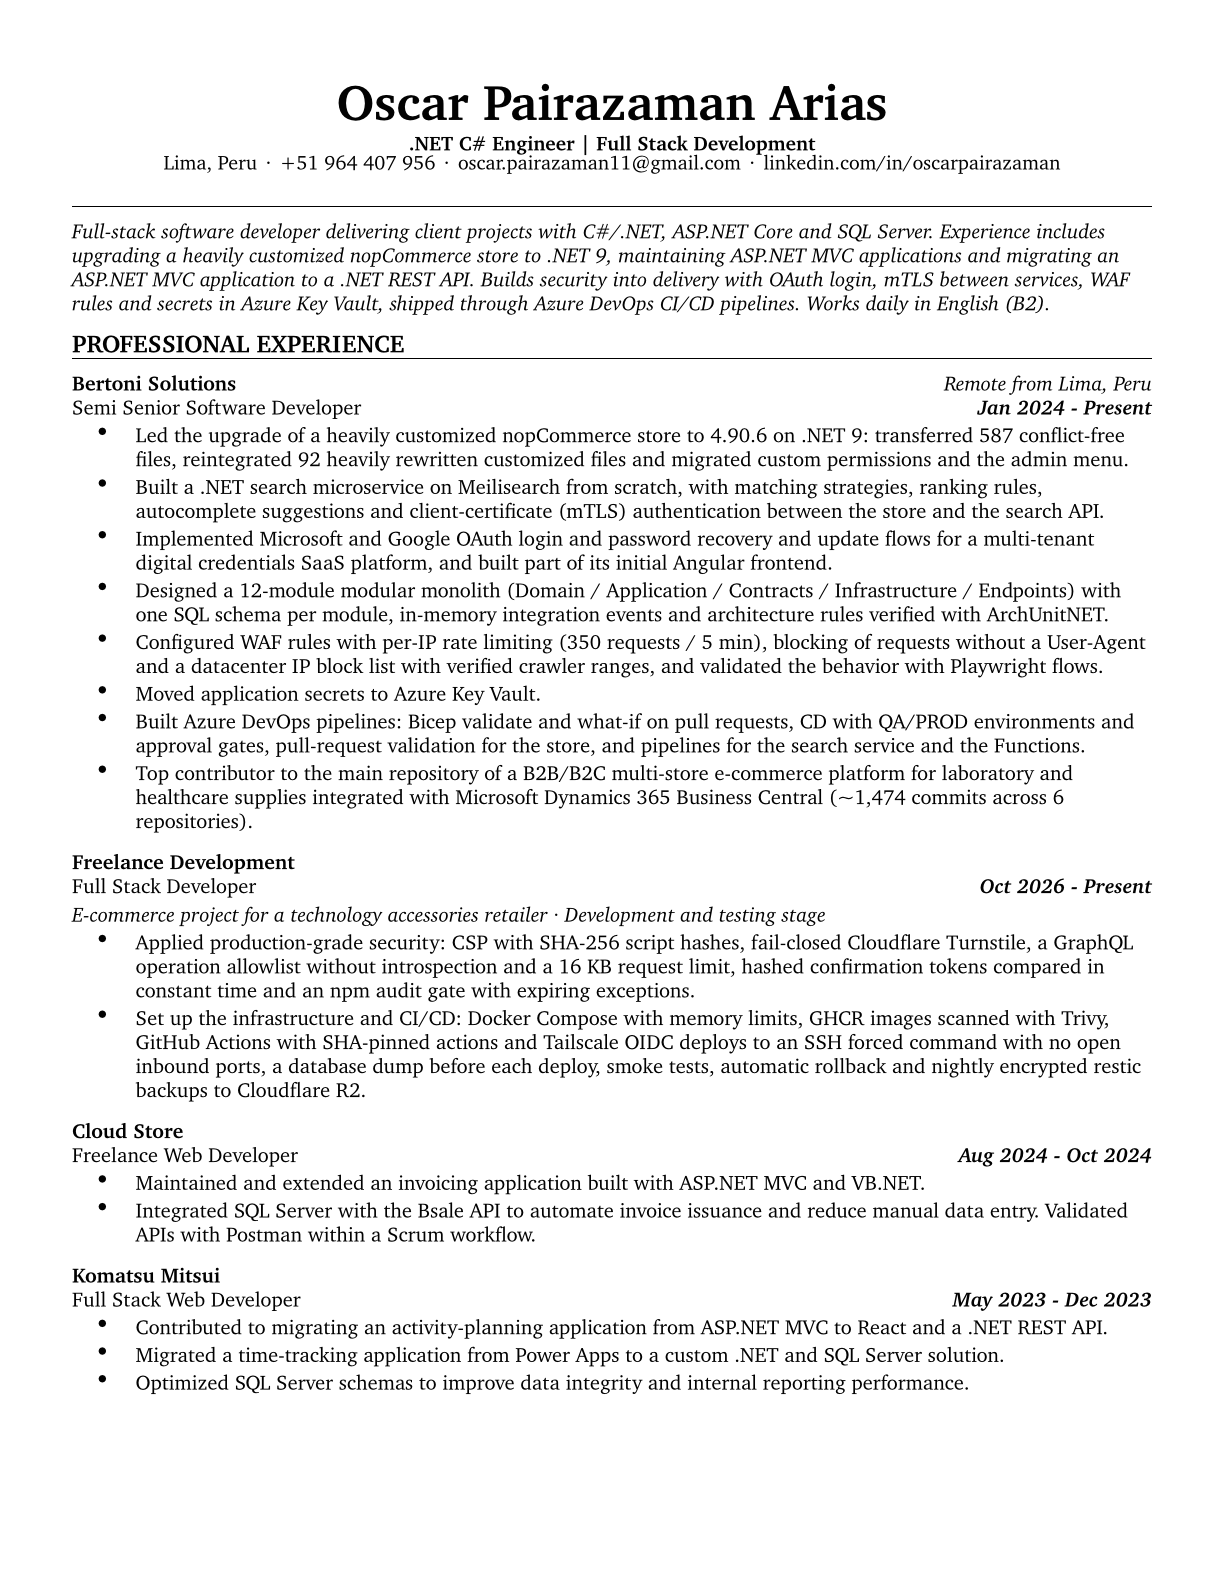 Oscar Pairazaman Arias
.NET C# Engineer | Full Stack Development
Lima, Peru · +51 964 407 956 · oscar.pairazaman11@gmail.com · linkedin.com/in/oscarpairazaman
Full-stack software developer delivering client projects with C#/.NET, ASP.NET Core and SQL Server. Experience includes
upgrading a heavily customized nopCommerce store to .NET 9, maintaining ASP.NET MVC applications and migrating an
ASP.NET MVC application to a .NET REST API. Builds security into delivery with OAuth login, mTLS between services, WAF
rules and secrets in Azure Key Vault, shipped through Azure DevOps CI/CD pipelines. Works daily in English (B2).
PROFESSIONAL EXPERIENCE
Bertoni Solutions Remote from Lima, Peru
Semi Senior Software Developer Jan 2024 - Present
• Led the upgrade of a heavily customized nopCommerce store to 4.90.6 on .NET 9: transferred 587 conflict-free
files, reintegrated 92 heavily rewritten customized files and migrated custom permissions and the admin menu.
• Built a .NET search microservice on Meilisearch from scratch, with matching strategies, ranking rules,
autocomplete suggestions and client-certificate (mTLS) authentication between the store and the search API.
• Implemented Microsoft and Google OAuth login and password recovery and update flows for a multi-tenant
digital credentials SaaS platform, and built part of its initial Angular frontend.
• Designed a 12-module modular monolith (Domain / Application / Contracts / Infrastructure / Endpoints) with
one SQL schema per module, in-memory integration events and architecture rules verified with ArchUnitNET.
• Configured WAF rules with per-IP rate limiting (350 requests / 5 min), blocking of requests without a User-Agent
and a datacenter IP block list with verified crawler ranges, and validated the behavior with Playwright flows.
• Moved application secrets to Azure Key Vault.
• Built Azure DevOps pipelines: Bicep validate and what-if on pull requests, CD with QA/PROD environments and
approval gates, pull-request validation for the store, and pipelines for the search service and the Functions.
• Top contributor to the main repository of a B2B/B2C multi-store e-commerce platform for laboratory and
healthcare supplies integrated with Microsoft Dynamics 365 Business Central (~1,474 commits across 6
repositories).
Freelance Development
Full Stack Developer Oct 2026 - Present
E-commerce project for a technology accessories retailer · Development and testing stage
• Applied production-grade security: CSP with SHA-256 script hashes, fail-closed Cloudflare Turnstile, a GraphQL
operation allowlist without introspection and a 16 KB request limit, hashed confirmation tokens compared in
constant time and an npm audit gate with expiring exceptions.
• Set up the infrastructure and CI/CD: Docker Compose with memory limits, GHCR images scanned with Trivy,
GitHub Actions with SHA-pinned actions and Tailscale OIDC deploys to an SSH forced command with no open
inbound ports, a database dump before each deploy, smoke tests, automatic rollback and nightly encrypted restic
backups to Cloudflare R2.
Cloud Store
Freelance Web Developer Aug 2024 - Oct 2024
• Maintained and extended an invoicing application built with ASP.NET MVC and VB.NET.
• Integrated SQL Server with the Bsale API to automate invoice issuance and reduce manual data entry. Validated
APIs with Postman within a Scrum workflow.
Komatsu Mitsui
Full Stack Web Developer May 2023 - Dec 2023
• Contributed to migrating an activity-planning application from ASP.NET MVC to React and a .NET REST API.
• Migrated a time-tracking application from Power Apps to a custom .NET and SQL Server solution.
• Optimized SQL Server schemas to improve data integrity and internal reporting performance.